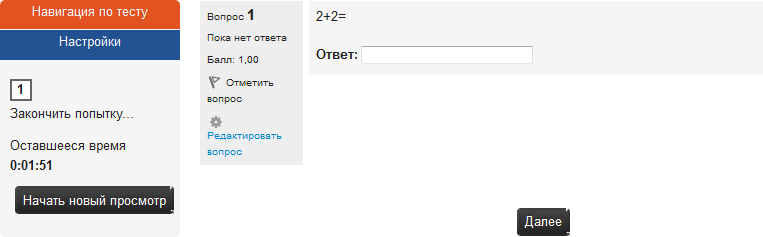 Навигация по тесту
Настройки
1
Закончить попытку...
Оставшееся время
0:01:51
Начать новый просмотр
Вопрос 1
Пока нет ответа
Балл: 1,00
Отметить
вопрос
Редактировать
вопрос
2+2=
Ответ:
Далее